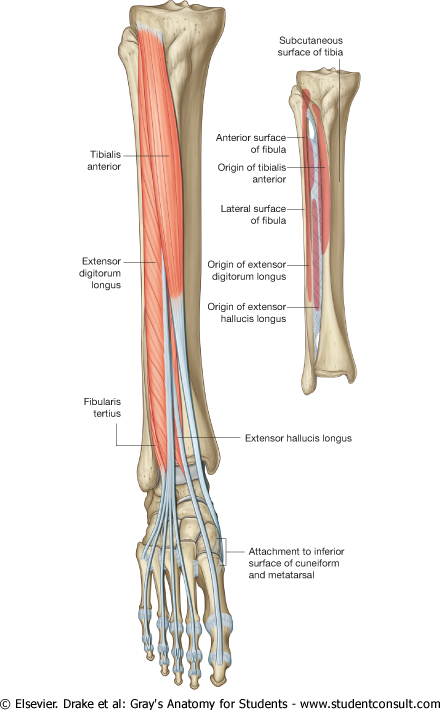 Subcutaneous
surface of tibia
Anterior surface
of fibula
Tibialis
anterior
Origin of tibialis
anterior
Lateral surface
of fibula
Extensor
digitorum
longus
Origin of extensor
digitorum longus
Origin of extensor
hallucis longus
Fibularis
tertius
Extensor hallucis longus
Attachment to inferior
surface of cuneiform
and metatarsal
© Elsevier. Drake et al: Gray's Anatomy for Students - www.studentconsult.com